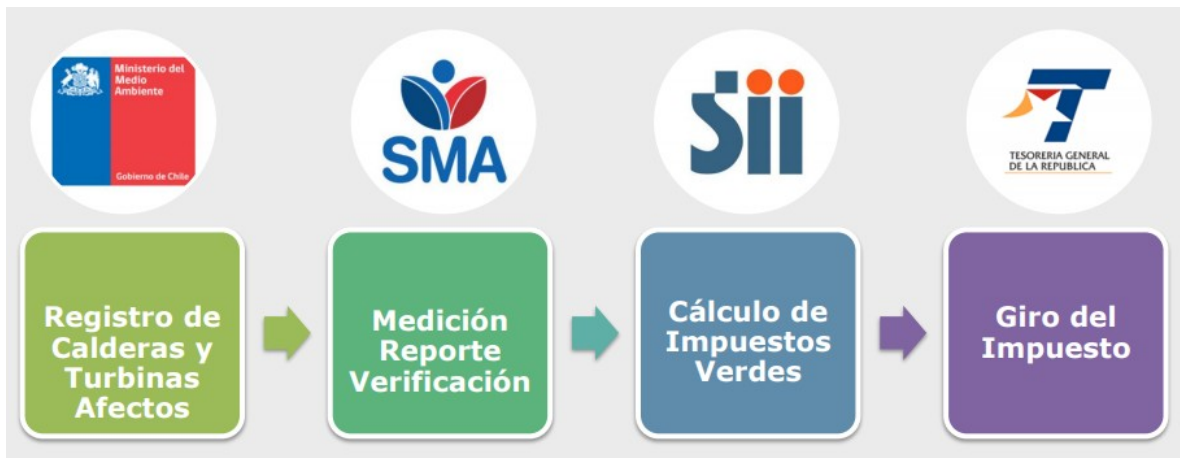 Ministerio del
Medio
Ambiente
Gobierno de Chile
SMA
Sii
TESORERIA GENERAL
DE LA REPUBLICA
Registro de
Calderas y
Turbinas
Afectos
Medición
Reporte
Verificación
Cálculo de
Impuestos
Verdes
Giro del
Impuesto